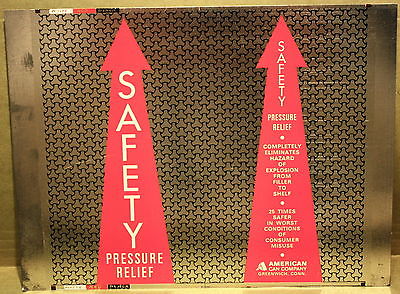 SAFETY
PRESSURE
RELIEF
SAFETY
PRESSURE
RELIEF
COMPLETELY
ELIMINATES
HAZARD
OF
EXPLOSION
FROM
FILLER
TO
SHELF
25 TIMES
SAFER
IN WORST
CONDITIONS
OF
CONSUMER
MISUSE
AMERICAN
CAN COMPANY
GREENWICH, CONN.